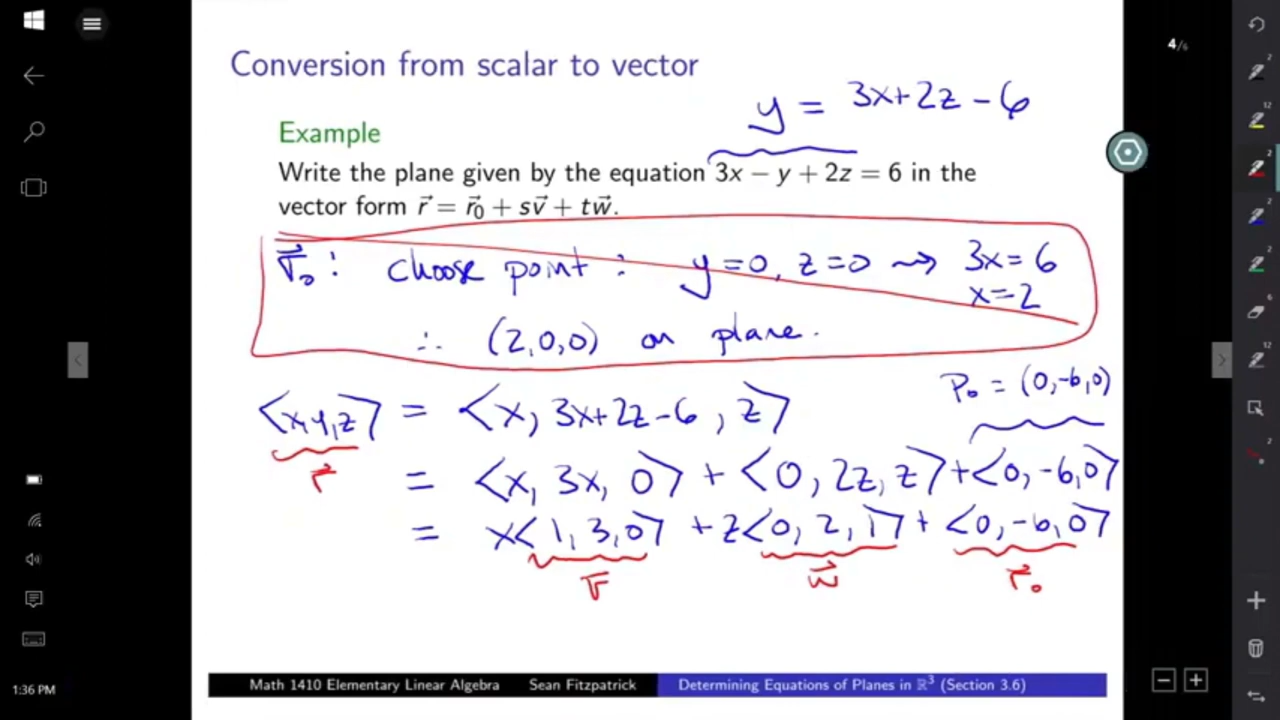 4/6
Conversion from scalar to vector
y = 3x+2z-6
Example
Write the plane given by the equation 3x − y + 2z = 6 in the
vector form r⃗ = r⃗₀ + sv⃗ + tw⃗.
r⃗₀ : choose point : y=0, z=0 ⇝ 3x=6
x=2
∴ (2,0,0) on plane.
P₀ = (0,-6,0)
⟨x,y,z⟩ = ⟨x, 3x+2z-6, z⟩
r⃗
= ⟨x, 3x, 0⟩ + ⟨0, 2z, z⟩ + ⟨0, -6, 0⟩
= x⟨1, 3, 0⟩ + z⟨0, 2, 1⟩ + ⟨0, -6, 0⟩
v⃗ w⃗ r⃗₀
1:36 PM
Math 1410 Elementary Linear Algebra Sean Fitzpatrick Determining Equations of Planes in ℝ³ (Section 3.6)